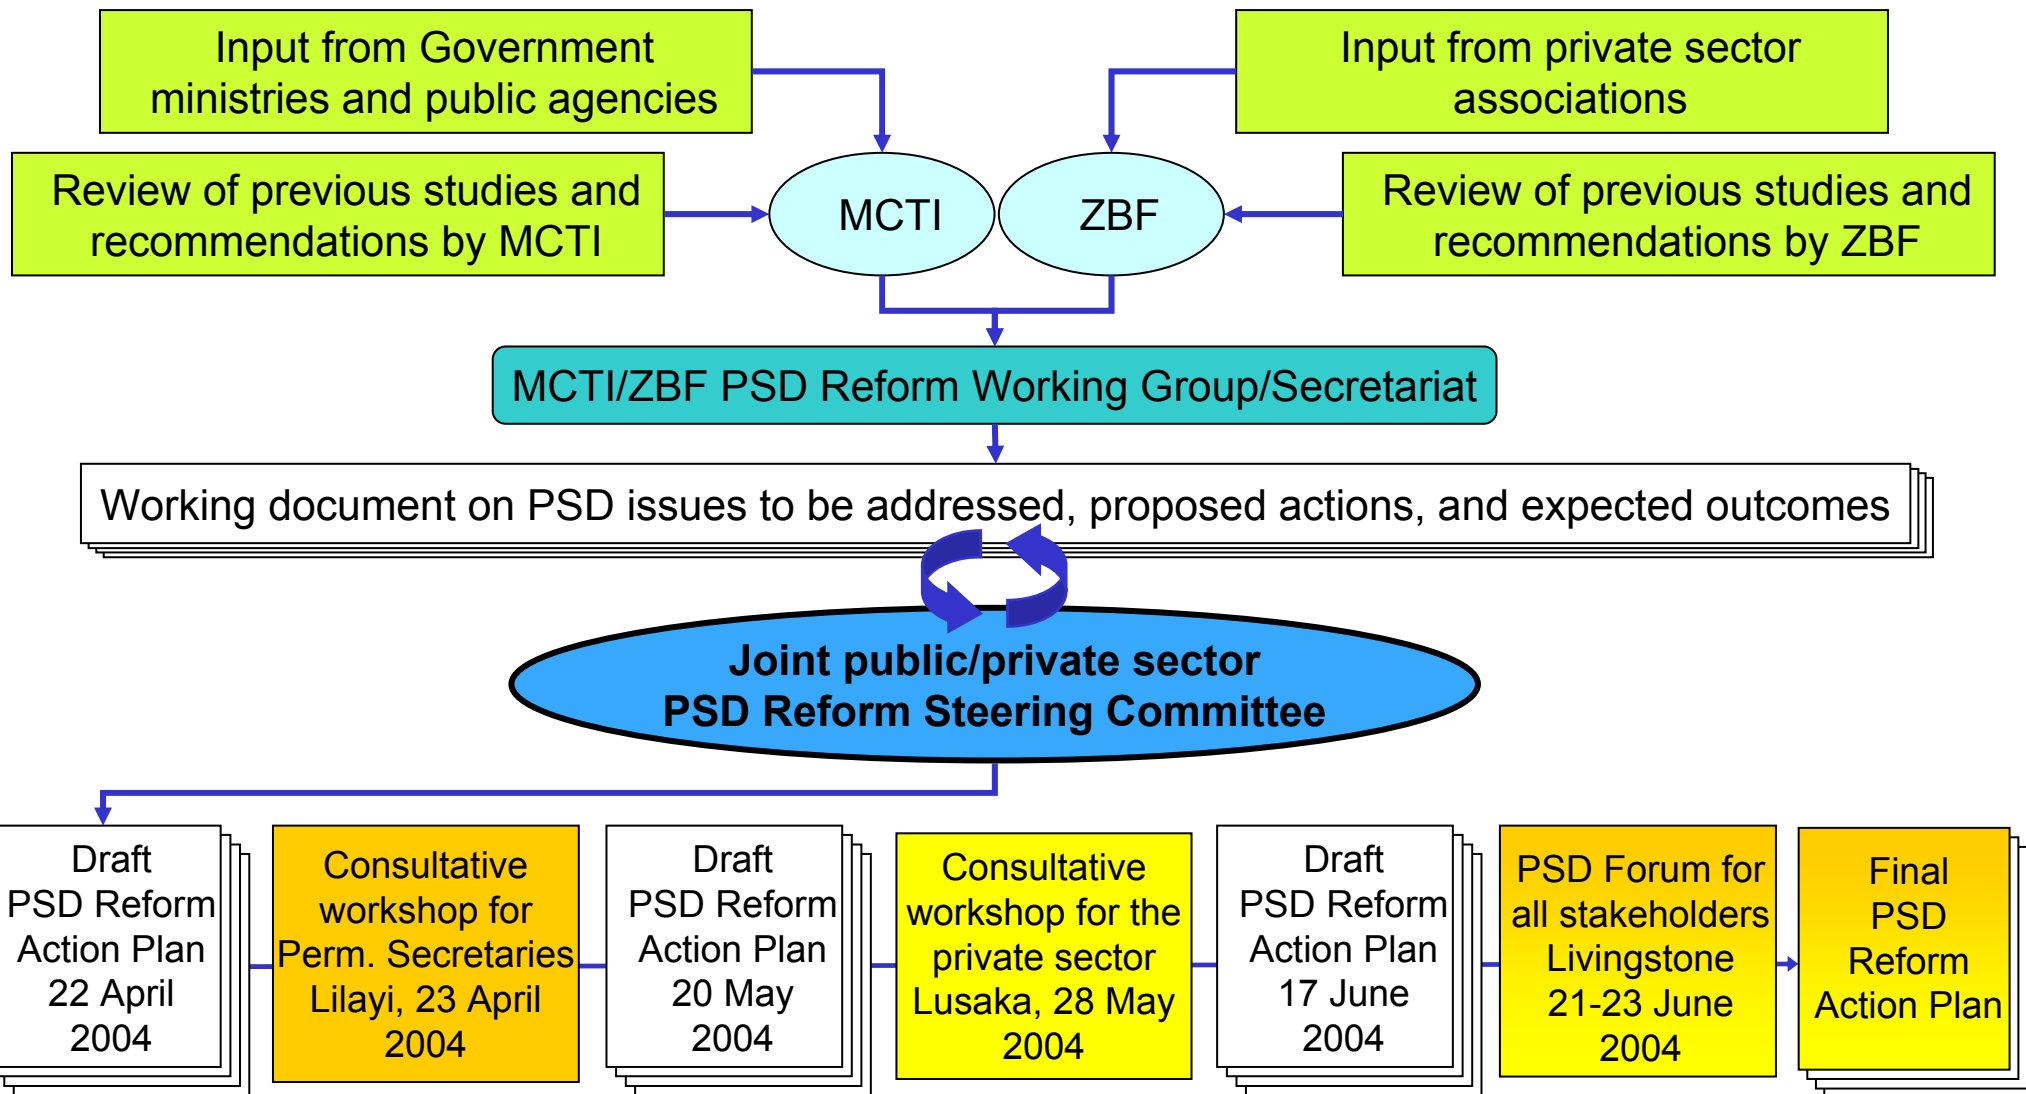 Input from Government
ministries and public agencies
Input from private sector
associations
Review of previous studies and
recommendations by MCTI
MCTI
ZBF
Review of previous studies and
recommendations by ZBF
MCTI/ZBF PSD Reform Working Group/Secretariat
Working document on PSD issues to be addressed, proposed actions, and expected outcomes
Joint public/private sector
PSD Reform Steering Committee
Draft
PSD Reform
Action Plan
22 April
2004
Consultative
workshop for
Perm. Secretaries
Lilayi, 23 April
2004
Draft
PSD Reform
Action Plan
20 May
2004
Consultative
workshop for the
private sector
Lusaka, 28 May
2004
Draft
PSD Reform
Action Plan
17 June
2004
PSD Forum for
all stakeholders
Livingstone
21-23 June
2004
Final
PSD
Reform
Action Plan